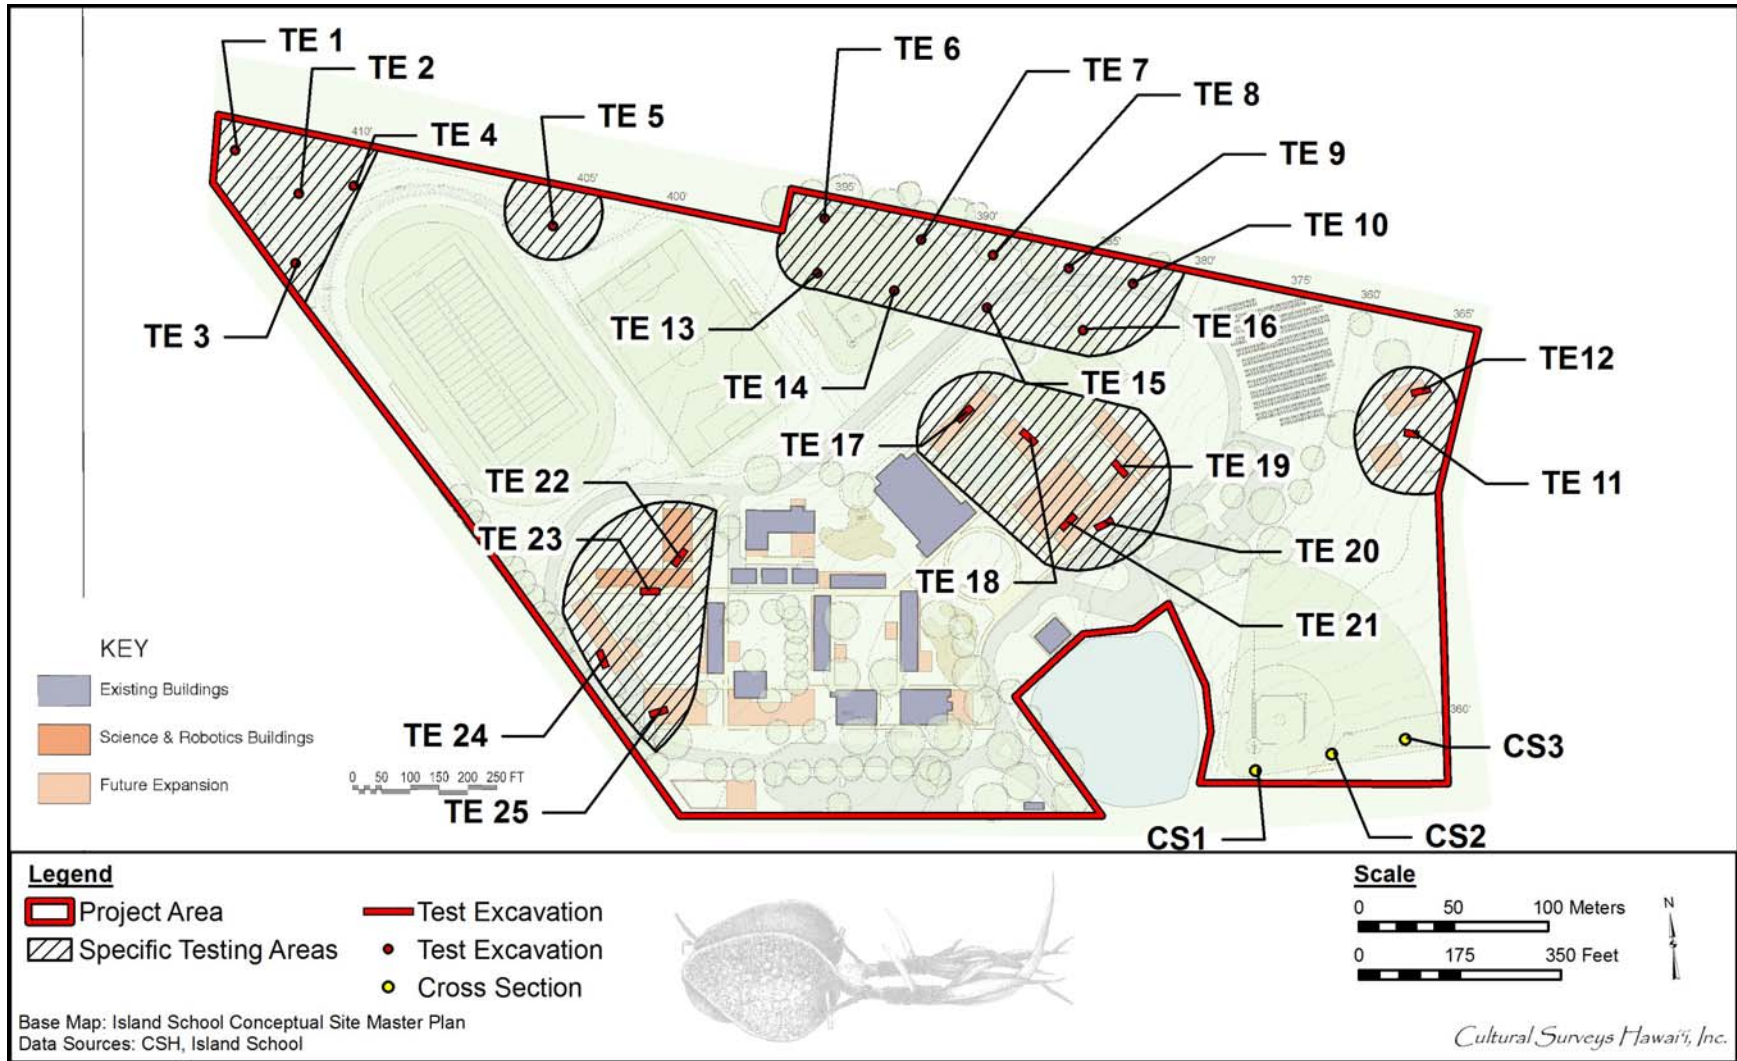 TE 1
TE 2
TE 6
TE 7
TE 8
TE 5
TE 4
TE 9
TE 10
TE 3
TE 13
TE 16
TE 14
TE 15
TE12
TE 17
TE 19
TE 11
TE 22
TE 23
TE 20
TE 18
TE 21
TE 24
TE 25
CS3
CS2
CS1
410'
405'
400'
395'
390'
385'
380'
375'
360'
365'
360'
KEY
Existing Buildings
Science & Robotics Buildings
Future Expansion
0 50 100 150 200 250 FT
Legend
Project Area
Specific Testing Areas
Test Excavation
Test Excavation
Cross Section
Base Map: Island School Conceptual Site Master Plan
Data Sources: CSH, Island School
Scale
0 50 100 Meters
0 175 350 Feet
N
Cultural Surveys Hawai'i, Inc.